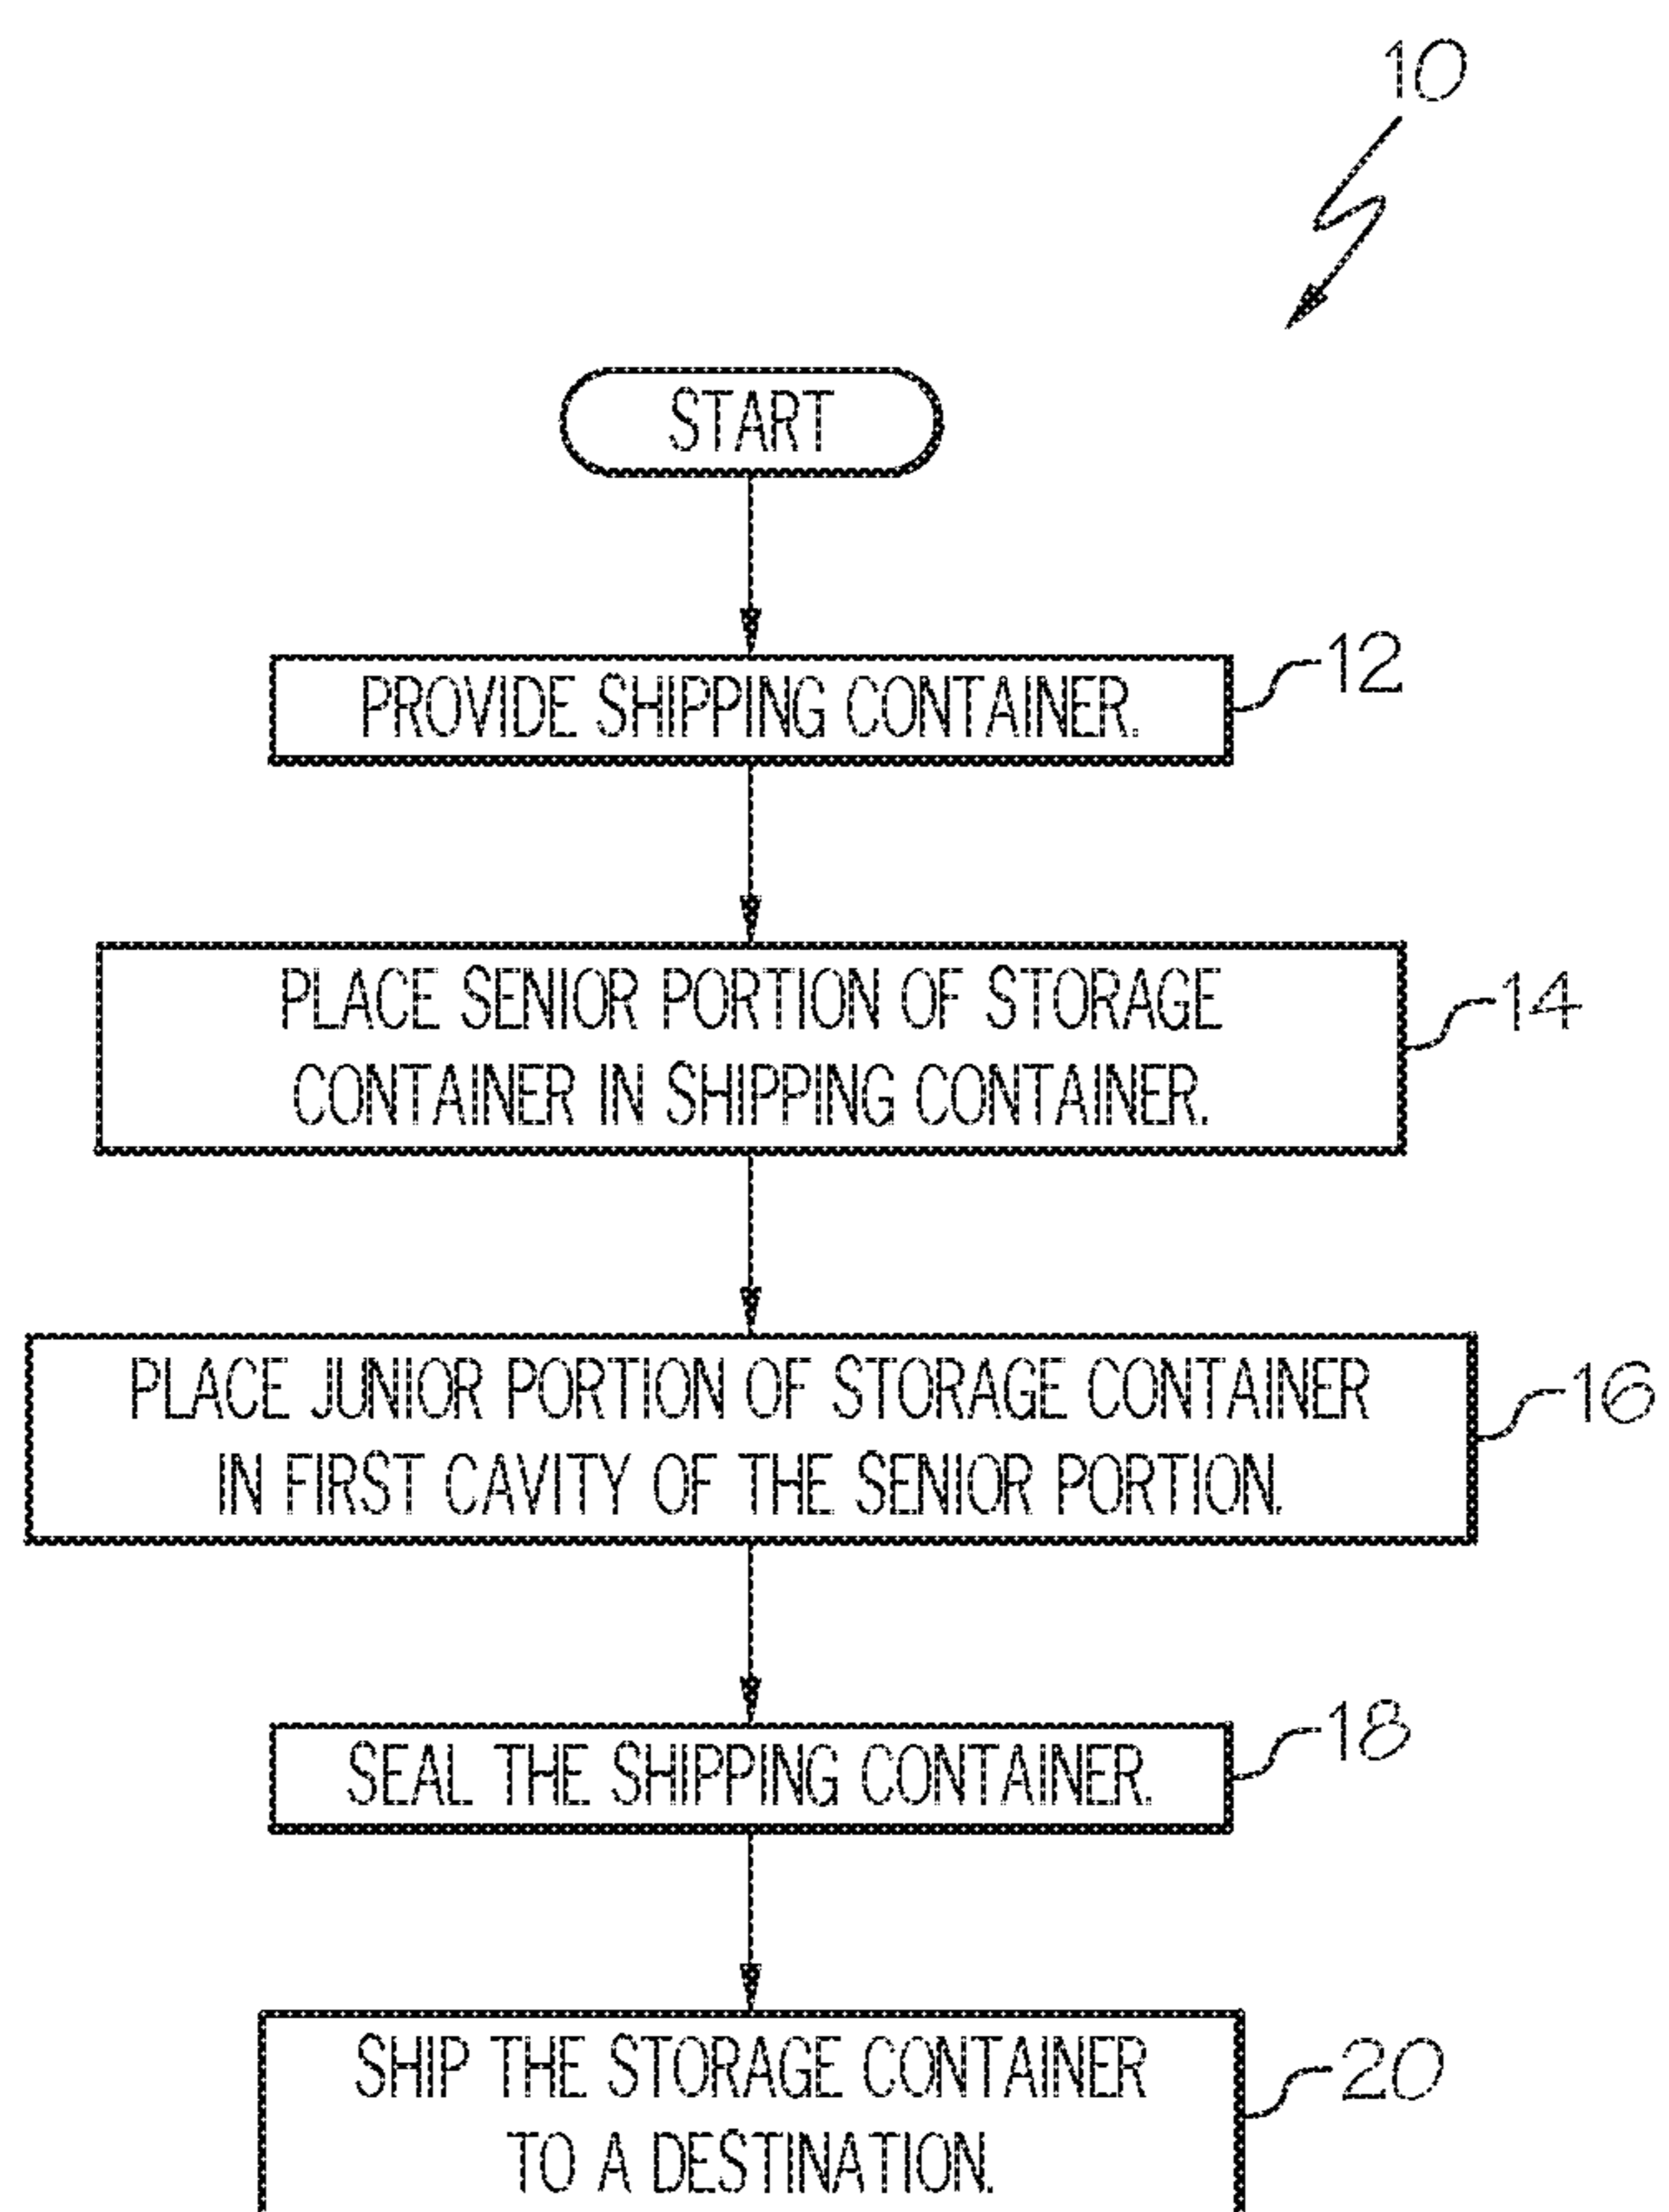 10
START
PROVIDE SHIPPING CONTAINER.
12
PLACE SENIOR PORTION OF STORAGE
CONTAINER IN SHIPPING CONTAINER.
14
PLACE JUNIOR PORTION OF STORAGE CONTAINER
IN FIRST CAVITY OF THE SENIOR PORTION.
16
SEAL THE SHIPPING CONTAINER.
18
SHIP THE STORAGE CONTAINER
TO A DESTINATION.
20